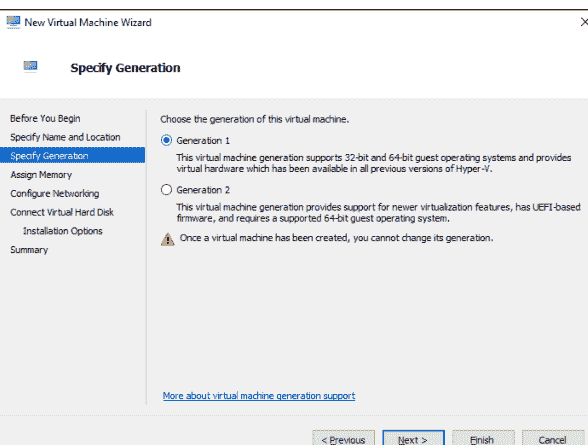 New Virtual Machine Wizard
Specify Generation
Before You Begin
Specify Name and Location
Specify Generation
Assign Memory
Configure Networking
Connect Virtual Hard Disk
Installation Options
Summary
Choose the generation of this virtual machine.
Generation 1
This virtual machine generation supports 32-bit and 64-bit guest operating systems and provides
virtual hardware which has been available in all previous versions of Hyper-V.
Generation 2
This virtual machine generation provides support for newer virtualization features, has UEFI-based
firmware, and requires a supported 64-bit guest operating system.
Once a virtual machine has been created, you cannot change its generation.
More about virtual machine generation support
< Previous
Next >
Finish
Cancel